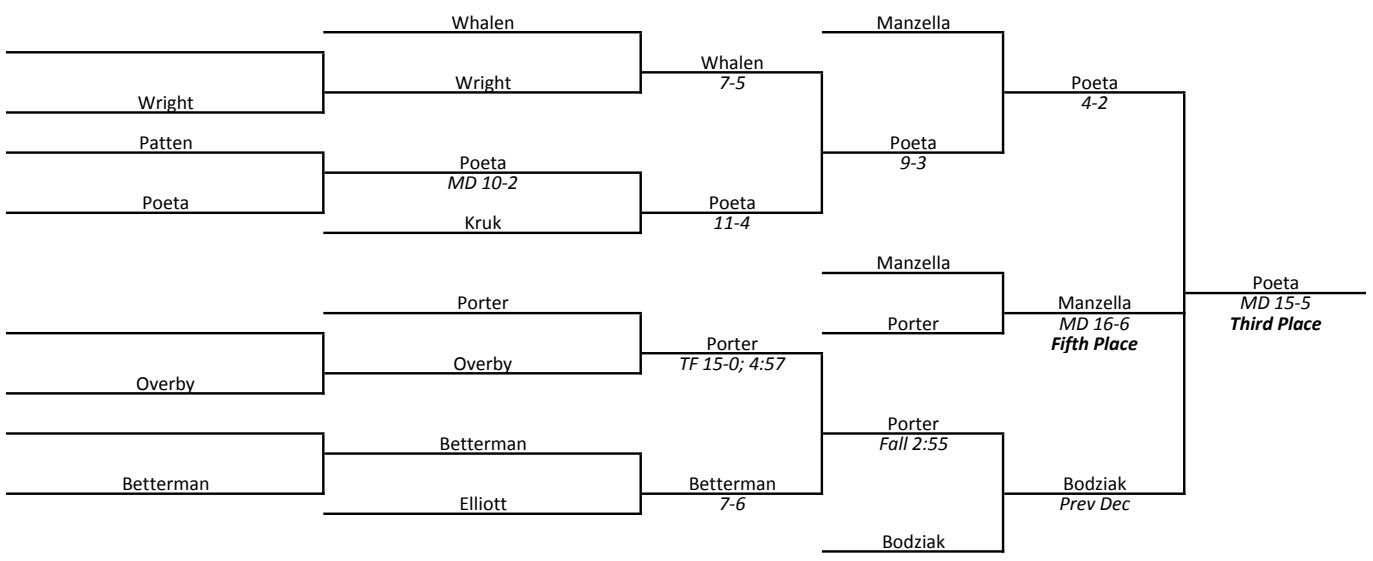 Whalen
Manzella
Whalen
7-5
Wright
Poeta
4-2
Wright
Patten
Poeta
9-3
Poeta
MD 10-2
Poeta
Poeta
11-4
Kruk
Manzella
Poeta
MD 15-5
Third Place
Porter
Manzella
MD 16-6
Fifth Place
Porter
Porter
TF 15-0; 4:57
Overby
Overby
Porter
Fall 2:55
Betterman
Betterman
Betterman
7-6
Bodziak
Prev Dec
Elliott
Bodziak